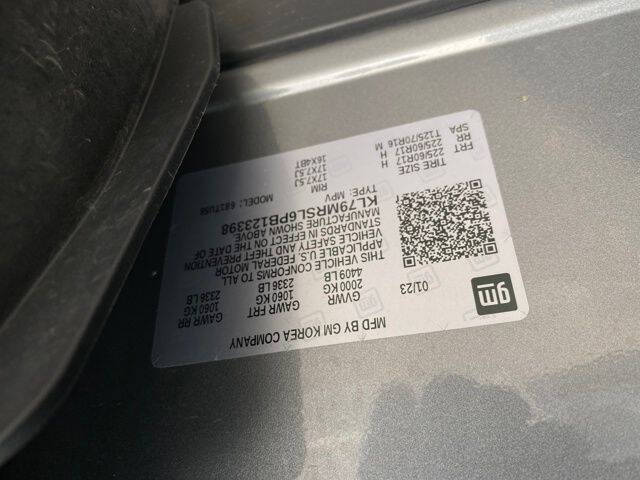 MFD BY GM KOREA COMPANY
gm
01/23
GVWR GAWR FRT GAWR RR
2000 KG 1060 KG 1060 KG
4409 LB 2336 LB 2336 LB
THIS VEHICLE CONFORMS TO ALL
APPLICABLE U.S. FEDERAL MOTOR
VEHICLE SAFETY AND THEFT PREVENTION
STANDARDS IN EFFECT ON THE DATE OF
MANUFACTURE SHOWN ABOVE
KL79MRSL6PB123398
TYPE: MPV MODEL: 6812TUS6
TIRE SIZE RIM
FRT 225/60R17 H 17X7.5J
RR 225/60R17 H 17X7.5J
SPA T125/70R16 M 16X4BT